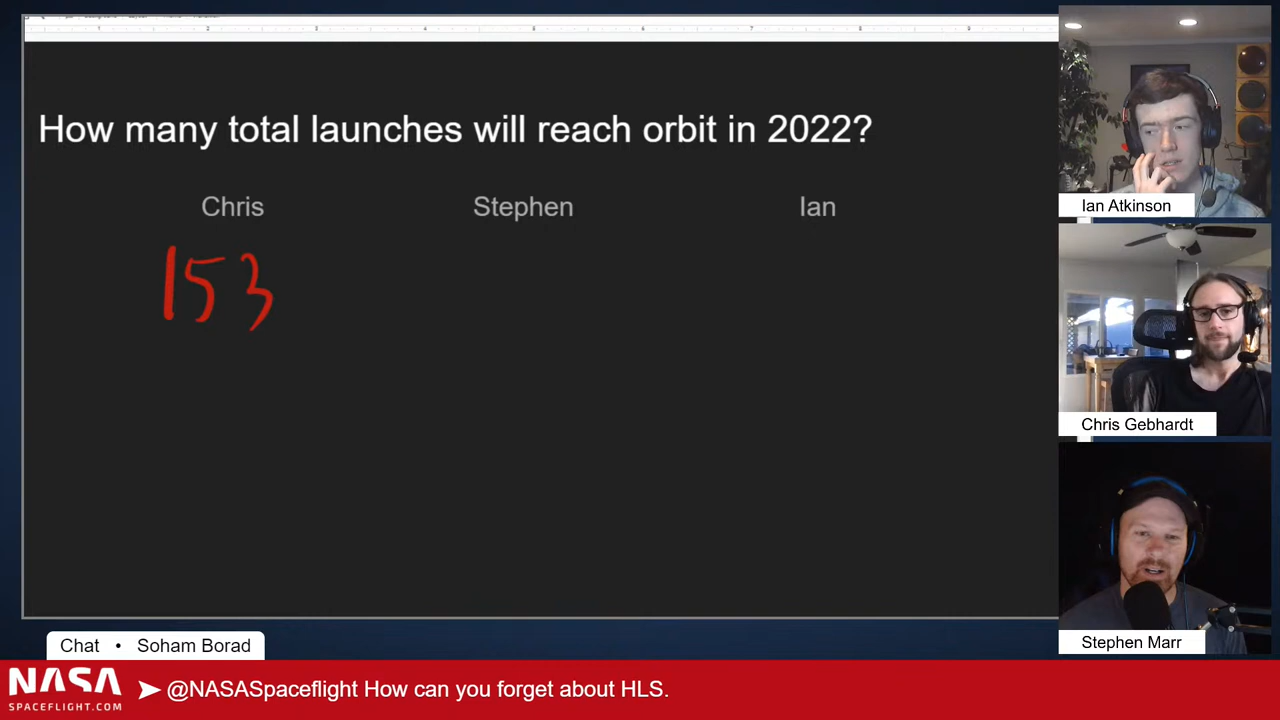 How many total launches will reach orbit in 2022?
Chris Stephen Ian
153
Ian Atkinson
Chris Gebhardt
Stephen Marr
Chat • Soham Borad
NASA
SPACEFLIGHT.COM
@NASASpaceflight How can you forget about HLS.